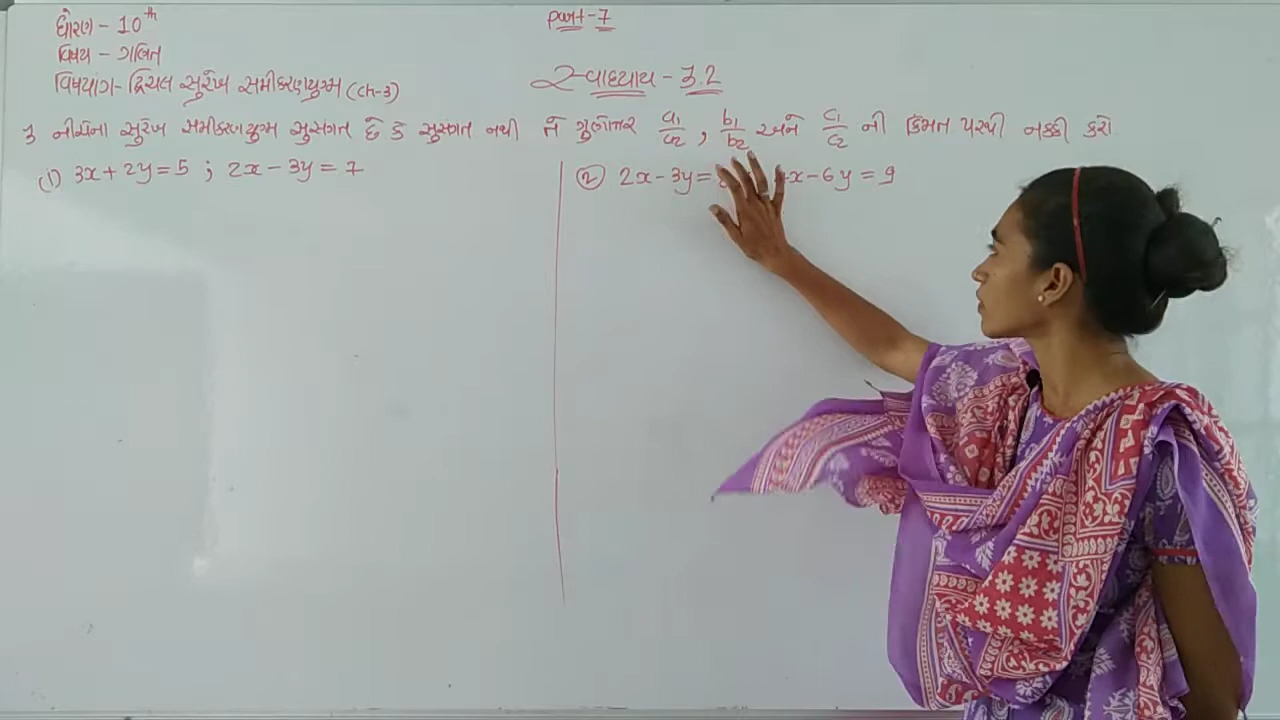 ધોરણ - 10th
વિષય - ગણિત
વિષયાંગ - દ્વિચલ સુરેખ સમીકરણયુગ્મ (ch-3)
Part - 7
સ્વાધ્યાય - 3.2
3 નીચેના સુરેખ સમીકરણયુગ્મ સુસંગત છે કે સુસંગત નથી તે ગુણોત્તર a1/a2 , b1/b2 અને c1/c2 ની કિંમત પરથી નક્કી કરો
(1) 3x + 2y = 5 ; 2x - 3y = 7
(2) 2x - 3y = x - 6y = 9